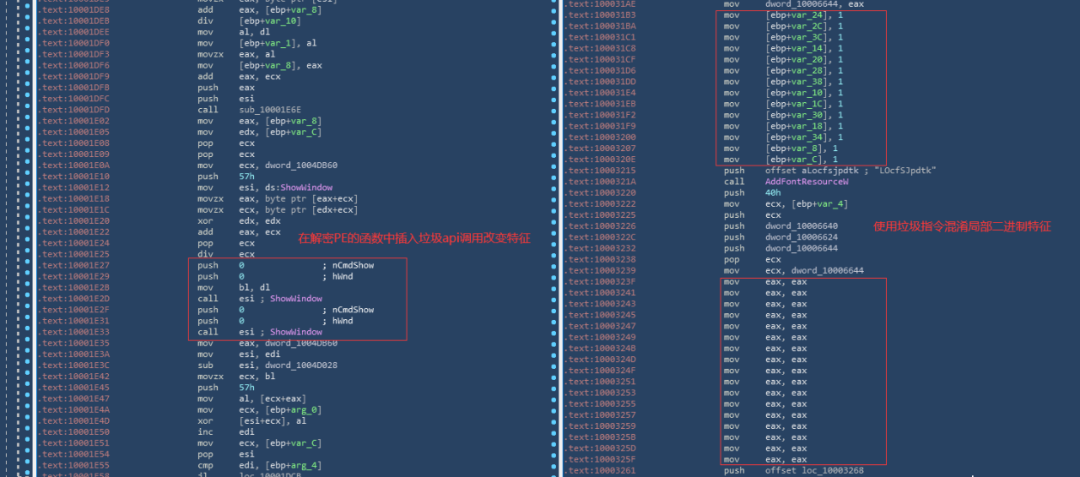 .text:10001DE8 add eax, [ebp+var_8]
.text:10001DEB div [ebp+var_10]
.text:10001DEE mov al, dl
.text:10001DF0 mov [ebp+var_1], al
.text:10001DF3 movzx eax, al
.text:10001DF6 mov [ebp+var_8], eax
.text:10001DF9 add eax, ecx
.text:10001DFB push eax
.text:10001DFC push esi
.text:10001DFD call sub_10001E6E
.text:10001E02 mov eax, [ebp+var_8]
.text:10001E05 mov edx, [ebp+var_C]
.text:10001E08 pop ecx
.text:10001E09 pop ecx
.text:10001E0A mov ecx, dword_1004DB60
.text:10001E10 push 57h
.text:10001E12 mov esi, ds:ShowWindow
.text:10001E18 movzx eax, byte ptr [eax+ecx]
.text:10001E1C movzx ecx, byte ptr [edx+ecx]
.text:10001E20 xor edx, edx
.text:10001E22 add eax, ecx
.text:10001E24 pop ecx
.text:10001E25 div ecx
.text:10001E27 push 0 ; nCmdShow
.text:10001E29 push 0 ; hWnd
.text:10001E2B mov bl, dl
.text:10001E2D call esi ; ShowWindow
.text:10001E2F push 0 ; nCmdShow
.text:10001E31 push 0 ; hWnd
.text:10001E33 call esi ; ShowWindow
.text:10001E35 mov eax, dword_1004DB60
.text:10001E3A mov esi, edi
.text:10001E3C sub esi, dword_1004D028
.text:10001E42 movzx ecx, bl
.text:10001E45 push 57h
.text:10001E47 mov al, [ecx+eax]
.text:10001E4A mov ecx, [ebp+arg_0]
.text:10001E4D xor [esi+ecx], al
.text:10001E50 inc edi
.text:10001E51 mov ecx, [ebp+var_C]
.text:10001E54 pop esi
.text:10001E55 cmp edi, [ebp+arg_4]
在解密PE的函数中插入垃圾api调用改变特征
.text:100031AE mov dword_10006644, eax
.text:100031B3 mov [ebp+var_24], 1
.text:100031BA mov [ebp+var_2C], 1
.text:100031C1 mov [ebp+var_3C], 1
.text:100031C8 mov [ebp+var_14], 1
.text:100031CF mov [ebp+var_20], 1
.text:100031D6 mov [ebp+var_28], 1
.text:100031DD mov [ebp+var_38], 1
.text:100031E4 mov [ebp+var_10], 1
.text:100031EB mov [ebp+var_1C], 1
.text:100031F2 mov [ebp+var_30], 1
.text:100031F9 mov [ebp+var_18], 1
.text:10003200 mov [ebp+var_34], 1
.text:10003207 mov [ebp+var_8], 1
.text:1000320E mov [ebp+var_C], 1
.text:10003215 push offset aLocfsjpdtk ; "LOcfSJpdtk"
.text:1000321A call AddFontResourceW
.text:10003220 push 40h
.text:10003222 mov ecx, [ebp+var_4]
.text:10003225 push ecx
.text:10003226 push dword_10006640
.text:1000322C push dword_10006624
.text:10003232 push dword_10006644
.text:10003238 pop ecx
.text:10003239 mov ecx, dword_10006644
.text:1000323F mov eax, eax
.text:10003241 mov eax, eax
.text:10003243 mov eax, eax
.text:10003245 mov eax, eax
.text:10003247 mov eax, eax
.text:10003249 mov eax, eax
.text:1000324B mov eax, eax
.text:1000324D mov eax, eax
.text:1000324F mov eax, eax
.text:10003251 mov eax, eax
.text:10003253 mov eax, eax
.text:10003255 mov eax, eax
.text:10003257 mov eax, eax
.text:10003259 mov eax, eax
.text:1000325B mov eax, eax
.text:1000325D mov eax, eax
.text:1000325F mov eax, eax
.text:10003261 push offset loc_10003268
使用垃圾指令混淆局部二进制特征